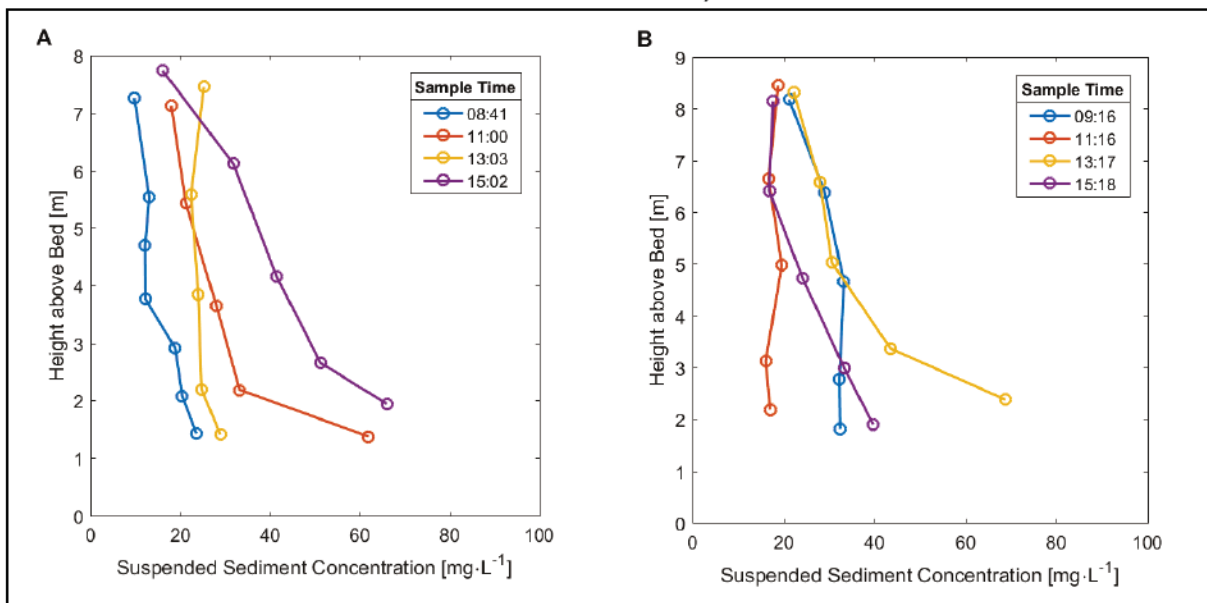 A
Height above Bed [m]
8
7
6
5
4
3
2
1
0
0 20 40 60 80 100
Suspended Sediment Concentration [mg·L⁻¹]
Sample Time
08:41
11:00
13:03
15:02
B
Height above Bed [m]
9
8
7
6
5
4
3
2
1
0
0 20 40 60 80 100
Suspended Sediment Concentration [mg·L⁻¹]
Sample Time
09:16
11:16
13:17
15:18